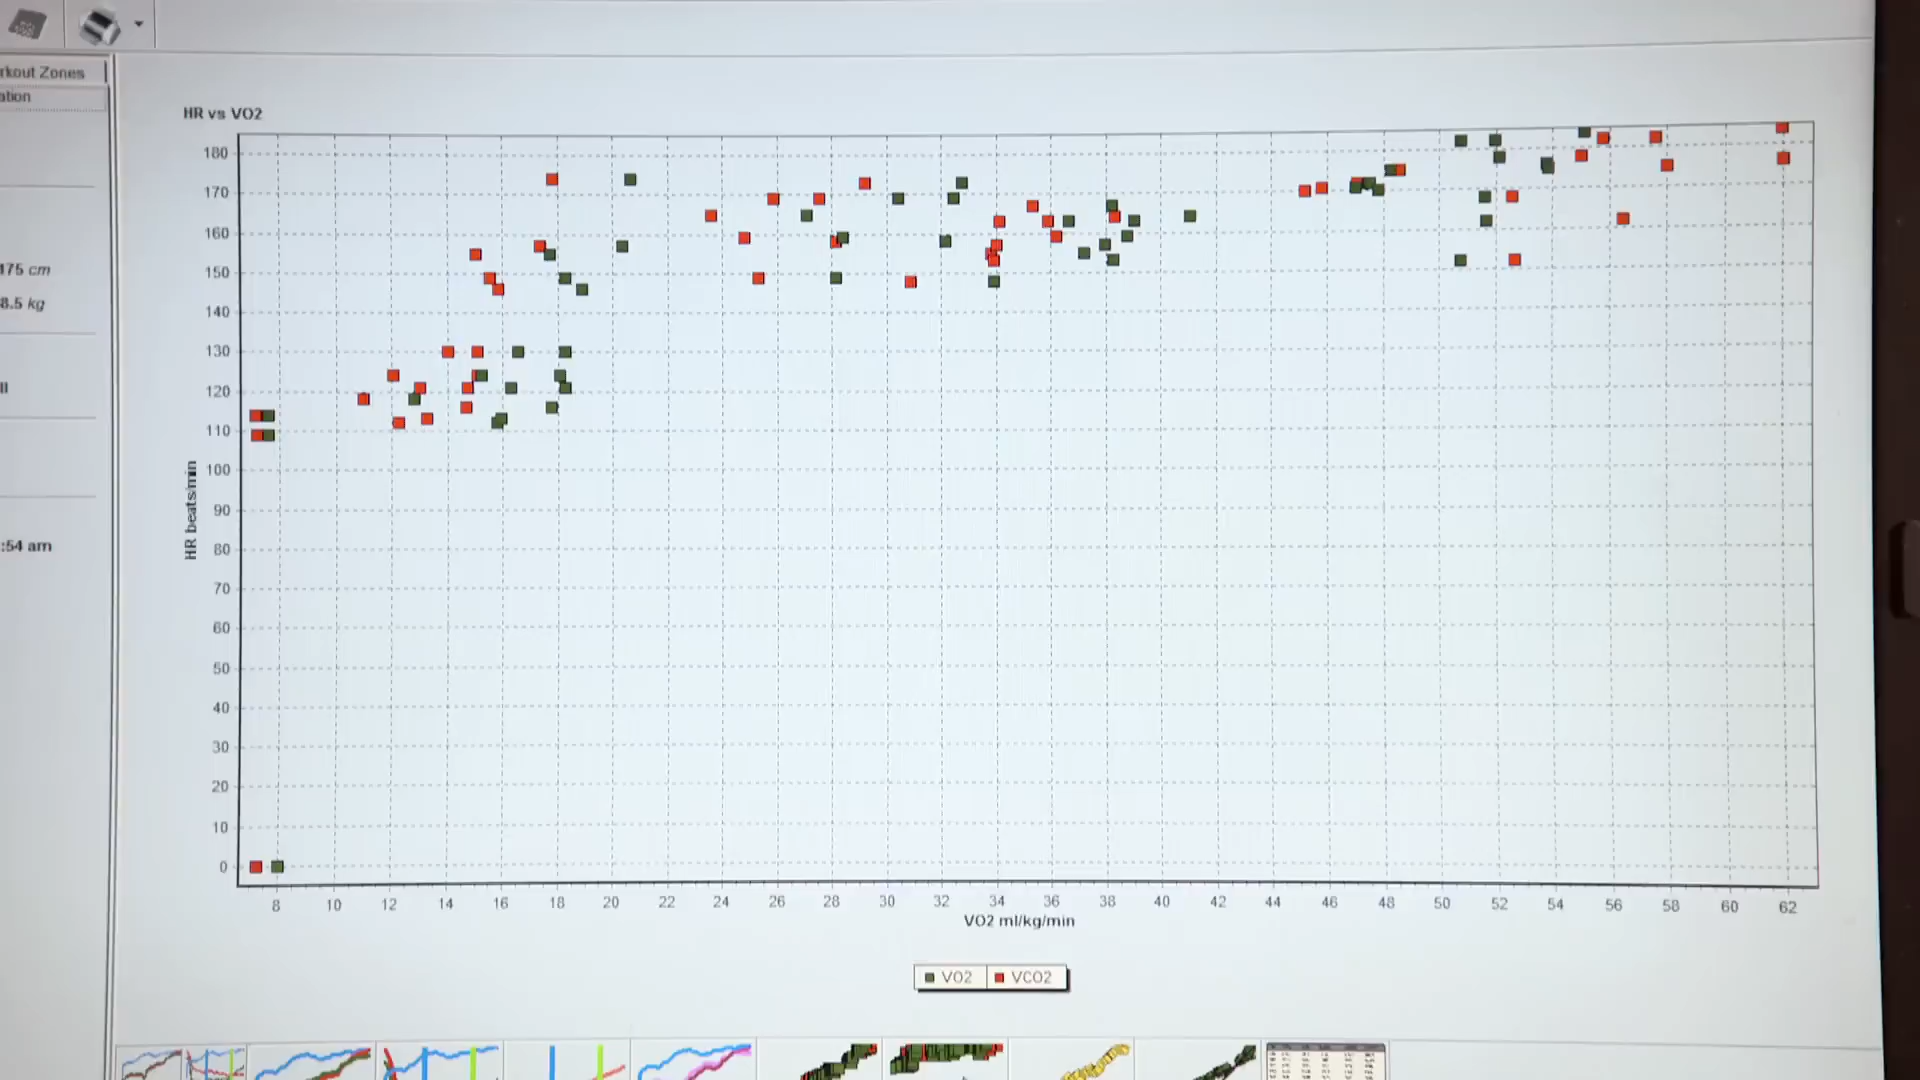 rkout Zones
ation
175 cm
8.5 kg
ll
:54 am
HR vs VO2
180
170
160
150
140
130
120
110
100
90
80
70
60
50
40
30
20
10
0
HR beats/min
8 10 12 14 16 18 20 22 24 26 28 30 32 34 36 38 40 42 44 46 48 50 52 54 56 58 60 62
VO2 ml/kg/min
VO2 VCO2